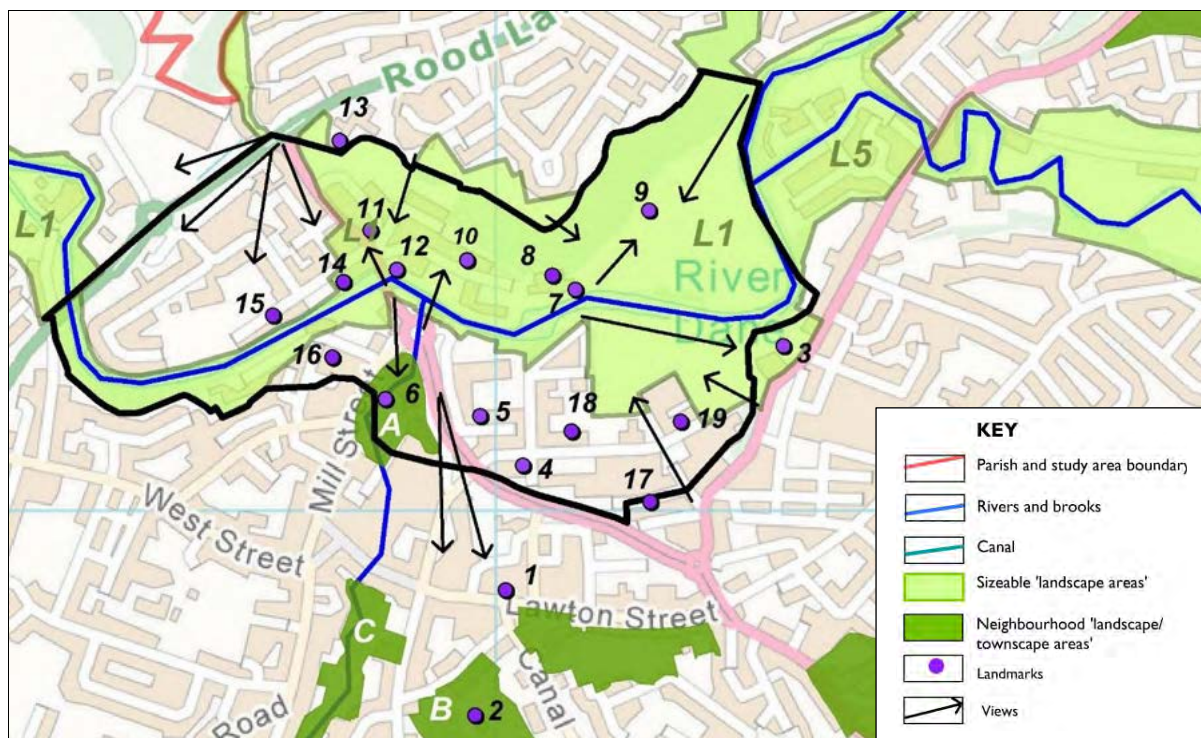 Rood La
13
L5
L1
9
11
L
10
12
8
L1
14
7
River
Dane
15
3
16
6
5
18
19
A
4
17
Mill Street
West Street
1
Lawton Street
C
Canal
B
2
Road
KEY
Parish and study area boundary
Rivers and brooks
Canal
Sizeable 'landscape areas'
Neighbourhood 'landscape/
townscape areas'
Landmarks
Views